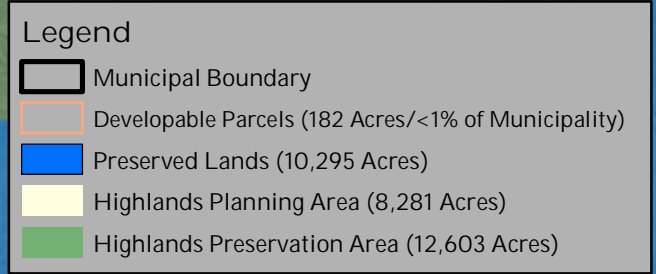 Legend
Municipal Boundary
Developable Parcels (182 Acres/<1% of Municipality)
Preserved Lands (10,295 Acres)
Highlands Planning Area (8,281 Acres)
Highlands Preservation Area (12,603 Acres)